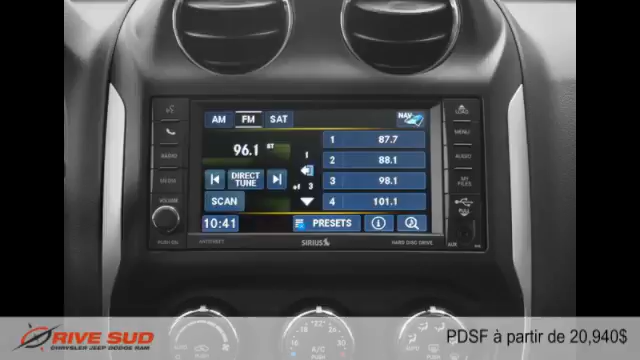 AM FM SAT
NAV
LOAD
MENU
1 87.7
96.1 ST
2 88.1
RADIO
AUDIO
DIRECT
TUNE
3 98.1
MY
FILES
SCAN
4 101.1
VOLUME
10:41
PRESETS
SIRIUS
HARD DISC DRIVE
AUX
A/C
RIVE SUD
CHRYSLER JEEP DODGE RAM
PDSF à partir de 20,940$